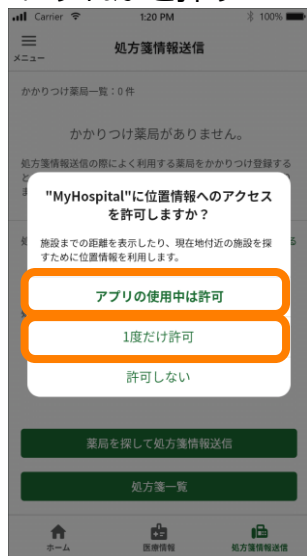 Carrier 1:20 PM 100%
メニュー
処方箋情報送信
かかりつけ薬局一覧：0件
かかりつけ薬局がありません。
処方箋情報送信の際によく利用する薬局をかかりつけ登録する
と
"MyHospital"に位置情報へのアクセス
を許可しますか？
施設までの距離を表示したり、現在地付近の施設を探
すために位置情報を利用します。
アプリの使用中は許可
1度だけ許可
許可しない
薬局を探して処方箋情報送信
処方箋一覧
ホーム
医療情報
処方箋情報送信